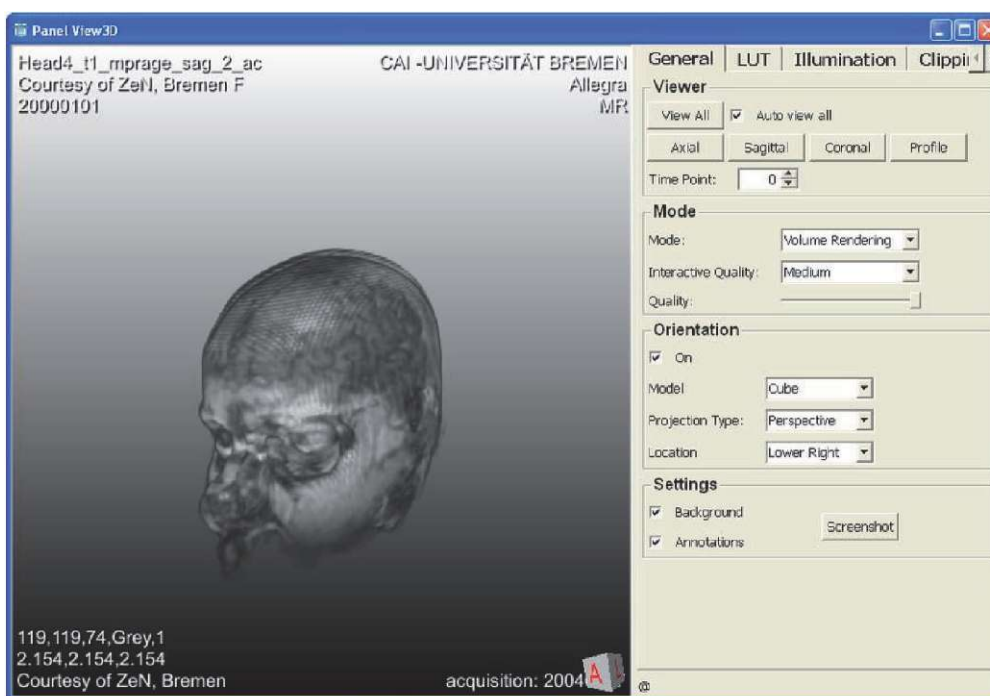 Panel View3D
Head4_t1_mprage_sag_2_ac
Courtesy of ZeN, Bremen F
20000101
CAI -UNIVERSITÄT BREMEN
Allegra
MR
119,119,74,Grey,1
2.154,2.154,2.154
Courtesy of ZeN, Bremen
acquisition: 2004
A
General LUT Illumination Clippi
Viewer
View All Auto view all
Axial Sagittal Coronal Profile
Time Point: 0
Mode
Mode: Volume Rendering
Interactive Quality: Medium
Quality:
Orientation
On
Model Cube
Projection Type: Perspective
Location Lower Right
Settings
Background
Screenshot
Annotations
@